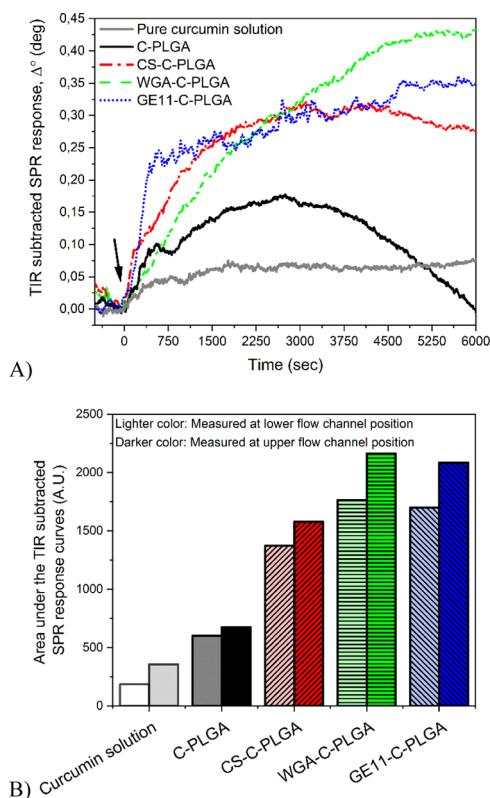 Pure curcumin solution
C-PLGA
CS-C-PLGA
WGA-C-PLGA
GE11-C-PLGA
0,45
0,40
0,35
0,30
0,25
0,20
0,15
0,10
0,05
0,00
TIR subtracted SPR response, Δ° (deg)
0 750 1500 2250 3000 3750 4500 5250 6000
Time (sec)
A)
Lighter color: Measured at lower flow channel position
Darker color: Measured at upper flow channel position
2500
2000
1500
1000
500
0
Area under the TIR subtracted
SPR response curves (A.U.)
Curcumin solution
C-PLGA
CS-C-PLGA
WGA-C-PLGA
GE11-C-PLGA
B)